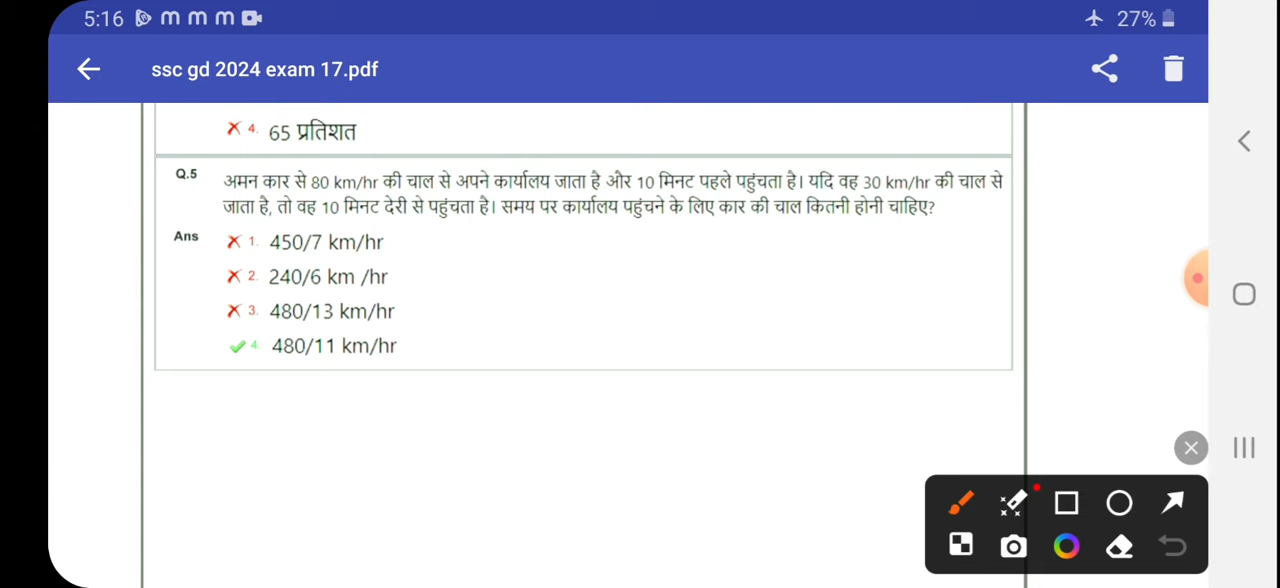 5:16 m m m 27%
ssc gd 2024 exam 17.pdf
4. 65 प्रतिशत
Q.5 अमन कार से 80 km/hr की चाल से अपने कार्यालय जाता है और 10 मिनट पहले पहुंचता है। यदि वह 30 km/hr की चाल से
जाता है, तो वह 10 मिनट देरी से पहुंचता है। समय पर कार्यालय पहुंचने के लिए कार की चाल कितनी होनी चाहिए?
Ans 1. 450/7 km/hr
2. 240/6 km /hr
3. 480/13 km/hr
4. 480/11 km/hr